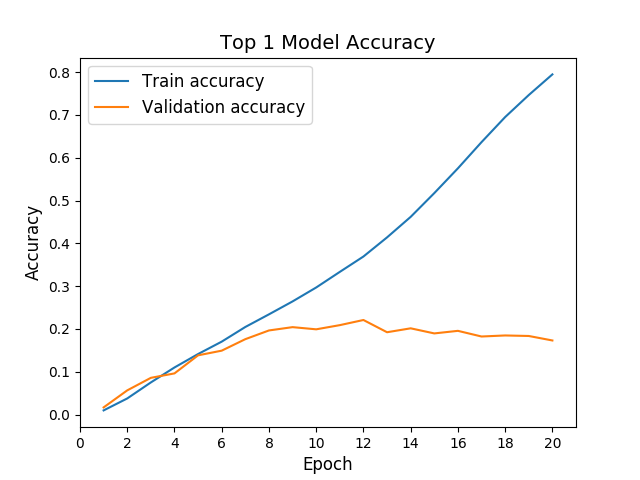 Top 1 Model Accuracy
Train accuracy
Validation accuracy
Accuracy
0.8
0.7
0.6
0.5
0.4
0.3
0.2
0.1
0.0
0 2 4 6 8 10 12 14 16 18 20
Epoch